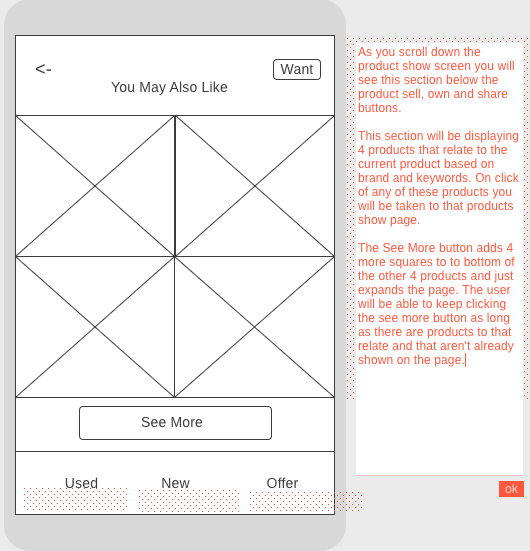 <-
Want
You May Also Like
See More
Used
New
Offer
As you scroll down the
product show screen you will
see this section below the
product sell, own and share
buttons.
This section will be displaying
4 products that relate to the
current product based on
brand and keywords. On click
of any of these products you
will be taken to that products
show page.
The See More button adds 4
more squares to to bottom of
the other 4 products and just
expands the page. The user
will be able to keep clicking
the see more button as long
as there are products to that
relate and that aren't already
shown on the page.
ok